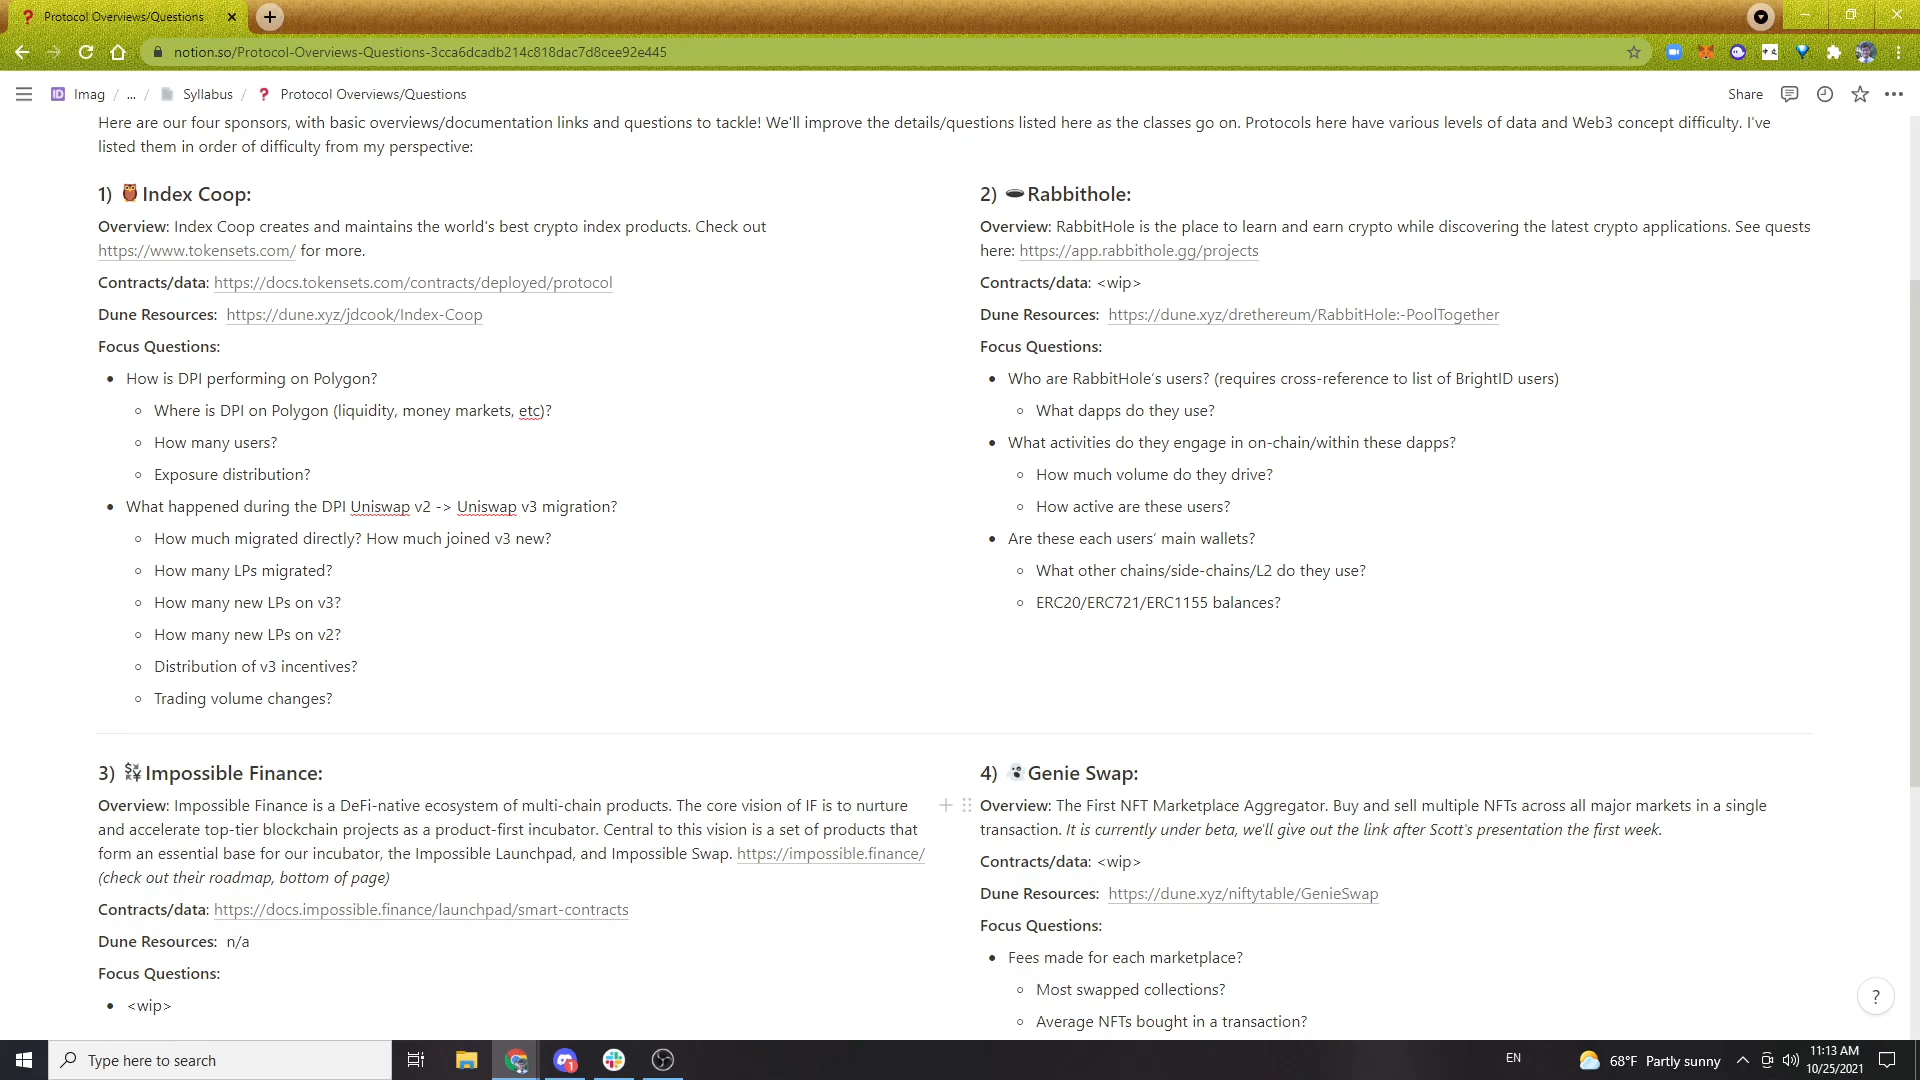 Protocol Overviews/Questions
notion.so/Protocol-Overviews-Questions-3cca6dcadb214c818dac7d8cee92e445
ID Imag / ... / Syllabus / ❓ Protocol Overviews/Questions
Share
Here are our four sponsors, with basic overviews/documentation links and questions to tackle! We'll improve the details/questions listed here as the classes go on. Protocols here have various levels of data and Web3 concept difficulty. I've
listed them in order of difficulty from my perspective:
1) 🦉Index Coop:
Overview: Index Coop creates and maintains the world's best crypto index products. Check out
https://www.tokensets.com/ for more.
Contracts/data: https://docs.tokensets.com/contracts/deployed/protocol
Dune Resources: https://dune.xyz/jdcook/Index-Coop
Focus Questions:
• How is DPI performing on Polygon?
◦ Where is DPI on Polygon (liquidity, money markets, etc)?
◦ How many users?
◦ Exposure distribution?
• What happened during the DPI Uniswap v2 -> Uniswap v3 migration?
◦ How much migrated directly? How much joined v3 new?
◦ How many LPs migrated?
◦ How many new LPs on v3?
◦ How many new LPs on v2?
◦ Distribution of v3 incentives?
◦ Trading volume changes?
2) 🕳Rabbithole:
Overview: RabbitHole is the place to learn and earn crypto while discovering the latest crypto applications. See quests
here: https://app.rabbithole.gg/projects
Contracts/data: <wip>
Dune Resources: https://dune.xyz/drethereum/RabbitHole:-PoolTogether
Focus Questions:
• Who are RabbitHole's users? (requires cross-reference to list of BrightID users)
◦ What dapps do they use?
• What activities do they engage in on-chain/within these dapps?
◦ How much volume do they drive?
◦ How active are these users?
• Are these each users' main wallets?
◦ What other chains/side-chains/L2 do they use?
◦ ERC20/ERC721/ERC1155 balances?
3) 💱Impossible Finance:
Overview: Impossible Finance is a DeFi-native ecosystem of multi-chain products. The core vision of IF is to nurture
and accelerate top-tier blockchain projects as a product-first incubator. Central to this vision is a set of products that
form an essential base for our incubator, the Impossible Launchpad, and Impossible Swap. https://impossible.finance/
(check out their roadmap, bottom of page)
Contracts/data: https://docs.impossible.finance/launchpad/smart-contracts
Dune Resources: n/a
Focus Questions:
• <wip>
4) Genie Swap:
Overview: The First NFT Marketplace Aggregator. Buy and sell multiple NFTs across all major markets in a single
transaction. It is currently under beta, we'll give out the link after Scott's presentation the first week.
Contracts/data: <wip>
Dune Resources: https://dune.xyz/niftytable/GenieSwap
Focus Questions:
• Fees made for each marketplace?
◦ Most swapped collections?
◦ Average NFTs bought in a transaction?
?
Type here to search
1
EN
68°F Partly sunny
11:13 AM
10/25/2021